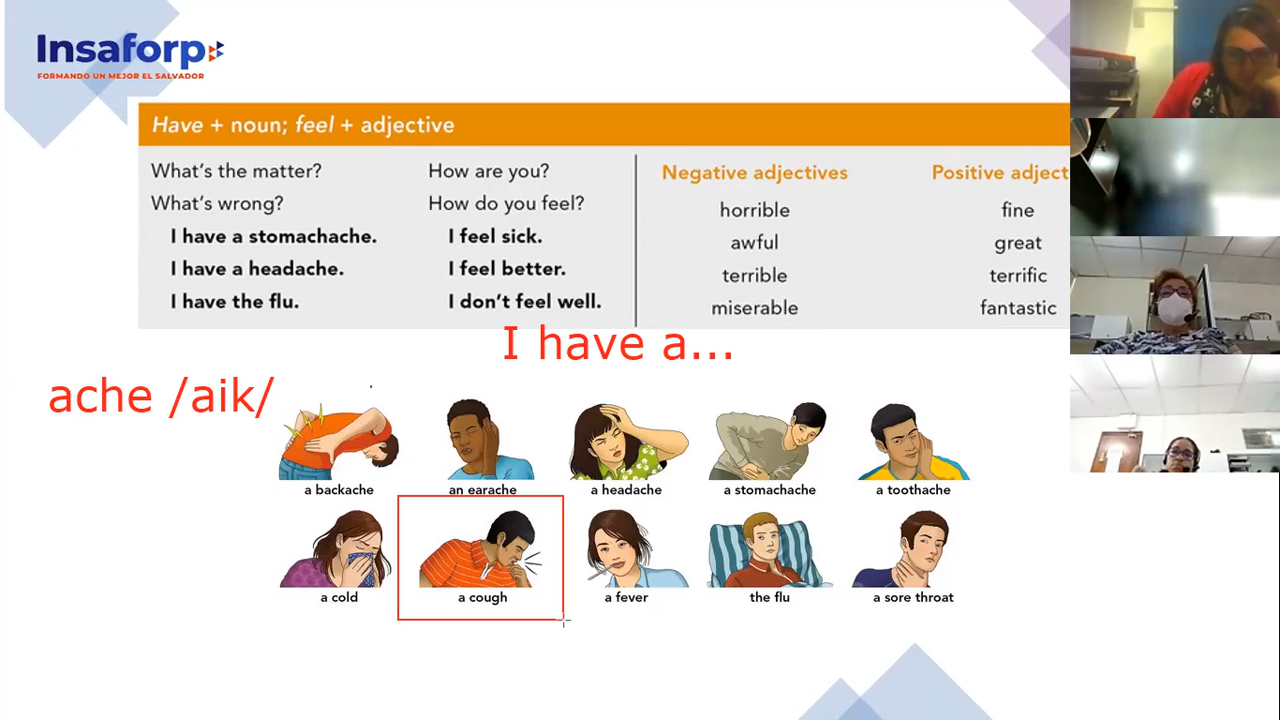 Insaforp
FORMANDO UN MEJOR EL SALVADOR
Have + noun; feel + adjective
What's the matter?
What's wrong?
I have a stomachache.
I have a headache.
I have the flu.
How are you?
How do you feel?
I feel sick.
I feel better.
I don't feel well.
Negative adjectives
horrible
awful
terrible
miserable
Positive adject
fine
great
terrific
fantastic
I have a...
ache /aik/
a backache
an earache
a headache
a stomachache
a toothache
a cold
a cough
a fever
the flu
a sore throat